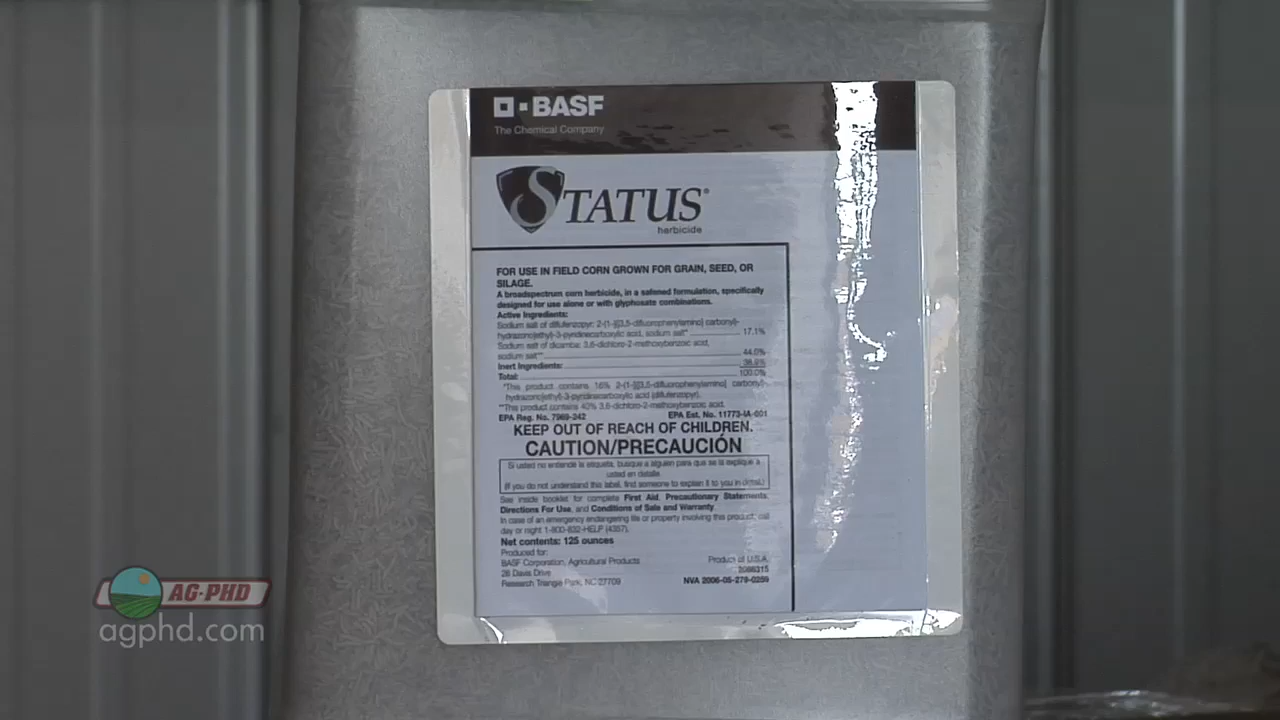 BASF
The Chemical Company
STATUS®
herbicide
FOR USE IN FIELD CORN GROWN FOR GRAIN, SEED, OR
SILAGE.
A broadspectrum corn herbicide, in a safened formulation, specifically
designed for use alone or with glyphosate combinations.
Active Ingredients:
Sodium salt of diflufenzopyr: 2-(1-[([3,5-difluorophenylamino] carbonyl)-
hydrazono]ethyl)-3-pyridinecarboxylic acid, sodium salt* 17.1%
Sodium salt of dicamba: 3,6-dichloro-2-methoxybenzoic acid,
sodium salt** 44.0%
Inert Ingredients: 38.9%
Total: 100.0%
*This product contains 16% 2-(1-[([3,5-difluorophenylamino] carbonyl)-
hydrazono]ethyl)-3-pyridinecarboxylic acid (diflufenzopyr).
**This product contains 40% 3,6-dichloro-2-methoxybenzoic acid.
EPA Reg. No. 7969-242 EPA Est. No. 11773-IA-001
KEEP OUT OF REACH OF CHILDREN.
CAUTION/PRECAUCIÓN
Si usted no entiende la etiqueta, busque a alguien para que se la explique a
usted en detalle.
(If you do not understand this label, find someone to explain it to you in detail.)
See inside booklet for complete First Aid, Precautionary Statements,
Directions For Use, and Conditions of Sale and Warranty.
In case of an emergency endangering life or property involving this product, call
day or night 1-800-832-HELP (4357).
Net contents: 125 ounces
Produced for:
BASF Corporation, Agricultural Products
26 Davis Drive
Research Triangle Park, NC 27709
Product of U.S.A.
NVA 2006-05-279-0289
AG-PHD
agphd.com